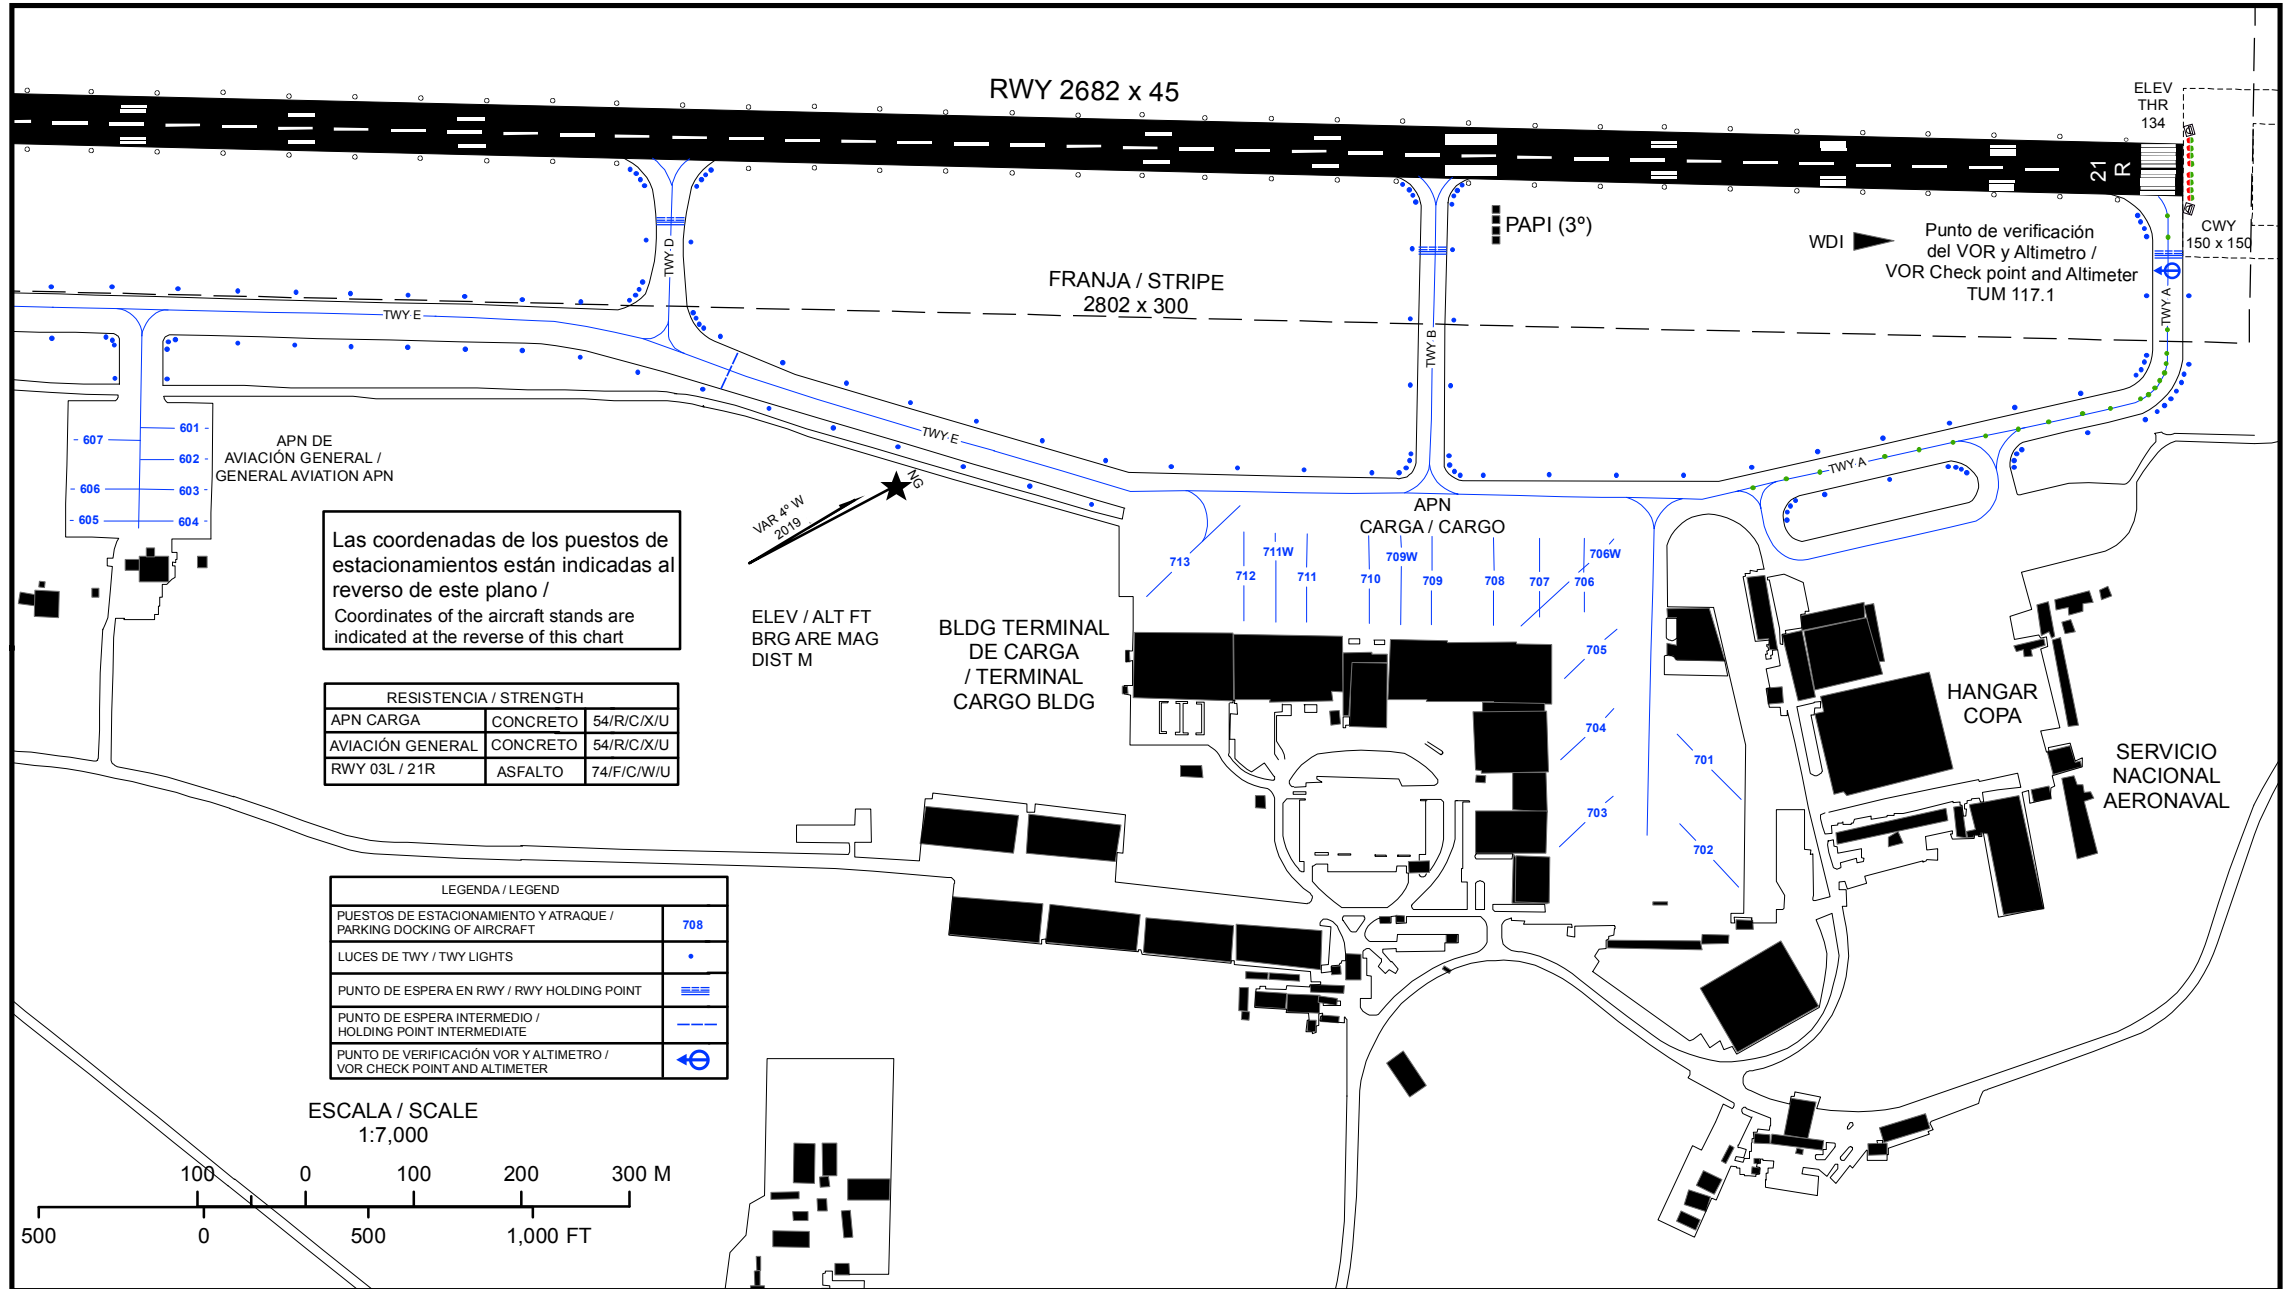 RWY 2682 x 45
ELEV
THR
134
21
R
CWY
150 x 150
PAPI (3º)
WDI
Punto de verificación
del VOR y Altimetro /
VOR Check point and Altimeter
TUM 117.1
FRANJA / STRIPE
2802 x 300
TWY D
TWY E
TWY B
TWY A
TWY E
TWY A
601
607
602
606
603
605
604
APN DE
AVIACIÓN GENERAL /
GENERAL AVIATION APN
NG
VAR 4º W
2019
APN
CARGA / CARGO
713
712
711W
711
710
709W
709
708
707
706W
706
705
704
703
701
702
Las coordenadas de los puestos de
estacionamientos están indicadas al
reverso de este plano /
Coordinates of the aircraft stands are
indicated at the reverse of this chart
ELEV / ALT FT
BRG ARE MAG
DIST M
BLDG TERMINAL
DE CARGA
/ TERMINAL
CARGO BLDG
HANGAR
COPA
SERVICIO
NACIONAL
AERONAVAL
RESISTENCIA / STRENGTH
APN CARGA CONCRETO 54/R/C/X/U
AVIACIÓN GENERAL CONCRETO 54/R/C/X/U
RWY 03L / 21R ASFALTO 74/F/C/W/U
LEGENDA / LEGEND
PUESTOS DE ESTACIONAMIENTO Y ATRAQUE /
PARKING DOCKING OF AIRCRAFT
708
LUCES DE TWY / TWY LIGHTS
PUNTO DE ESPERA EN RWY / RWY HOLDING POINT
PUNTO DE ESPERA INTERMEDIO /
HOLDING POINT INTERMEDIATE
PUNTO DE VERIFICACIÓN VOR Y ALTIMETRO /
VOR CHECK POINT AND ALTIMETER
ESCALA / SCALE
1:7,000
100 0 100 200 300 M
500 0 500 1,000 FT